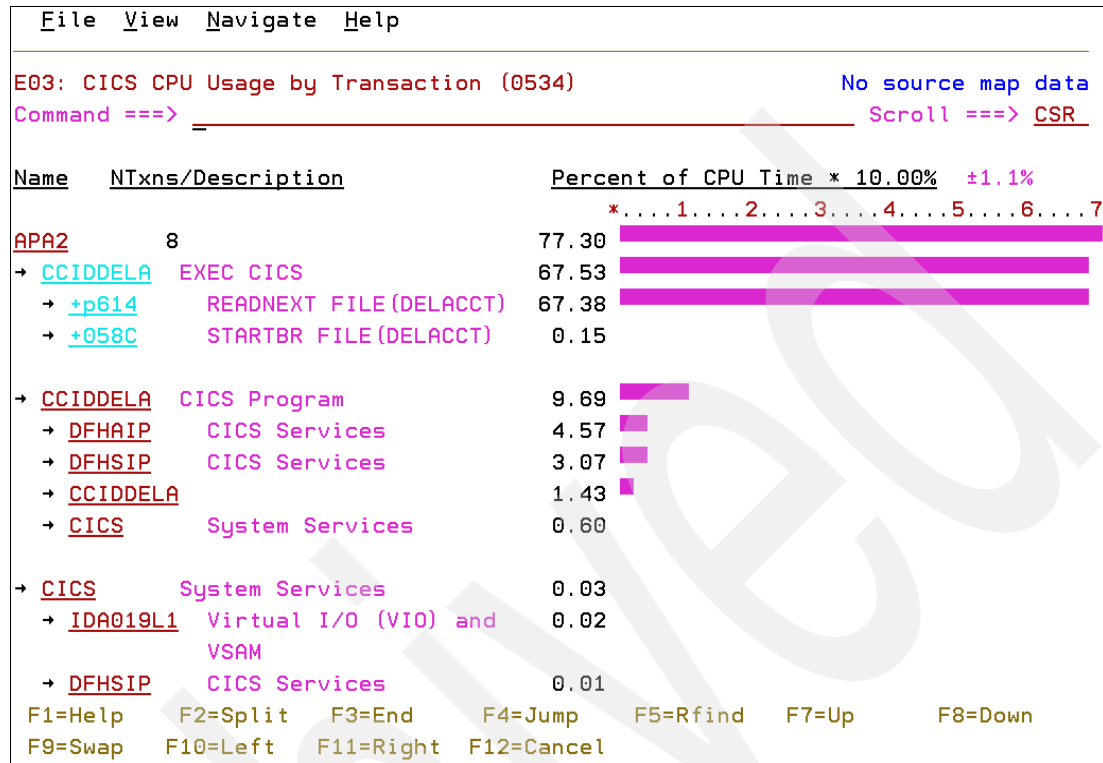 File View Navigate Help
E03: CICS CPU Usage by Transaction (0534) No source map data
Command ===> Scroll ===> CSR
Name NTxns/Description Percent of CPU Time * 10.00% ±1.1%
*....1....2....3....4....5....6....7
APA2 8 77.30
→ CCIDDELA EXEC CICS 67.53
→ +p614 READNEXT FILE(DELACCT) 67.38
→ +058C STARTBR FILE(DELACCT) 0.15
→ CCIDDELA CICS Program 9.69
→ DFHAIP CICS Services 4.57
→ DFHSIP CICS Services 3.07
→ CCIDDELA 1.43
→ CICS System Services 0.60
→ CICS System Services 0.03
→ IDA019L1 Virtual I/O (VIO) and 0.02
VSAM
→ DFHSIP CICS Services 0.01
F1=Help F2=Split F3=End F4=Jump F5=Rfind F7=Up F8=Down
F9=Swap F10=Left F11=Right F12=Cancel